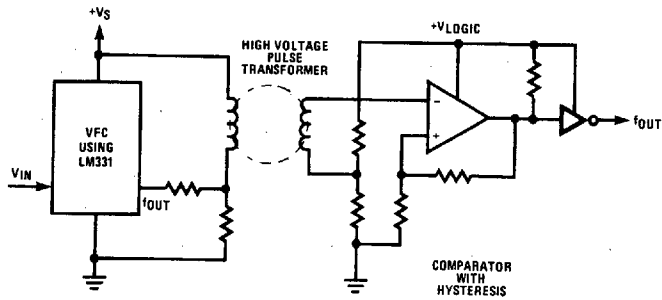 +VS
HIGH VOLTAGE
PULSE
TRANSFORMER
+VLOGIC
VFC
USING
LM331
VIN
fOUT
−
+
fOUT
COMPARATOR
WITH
HYSTERESIS